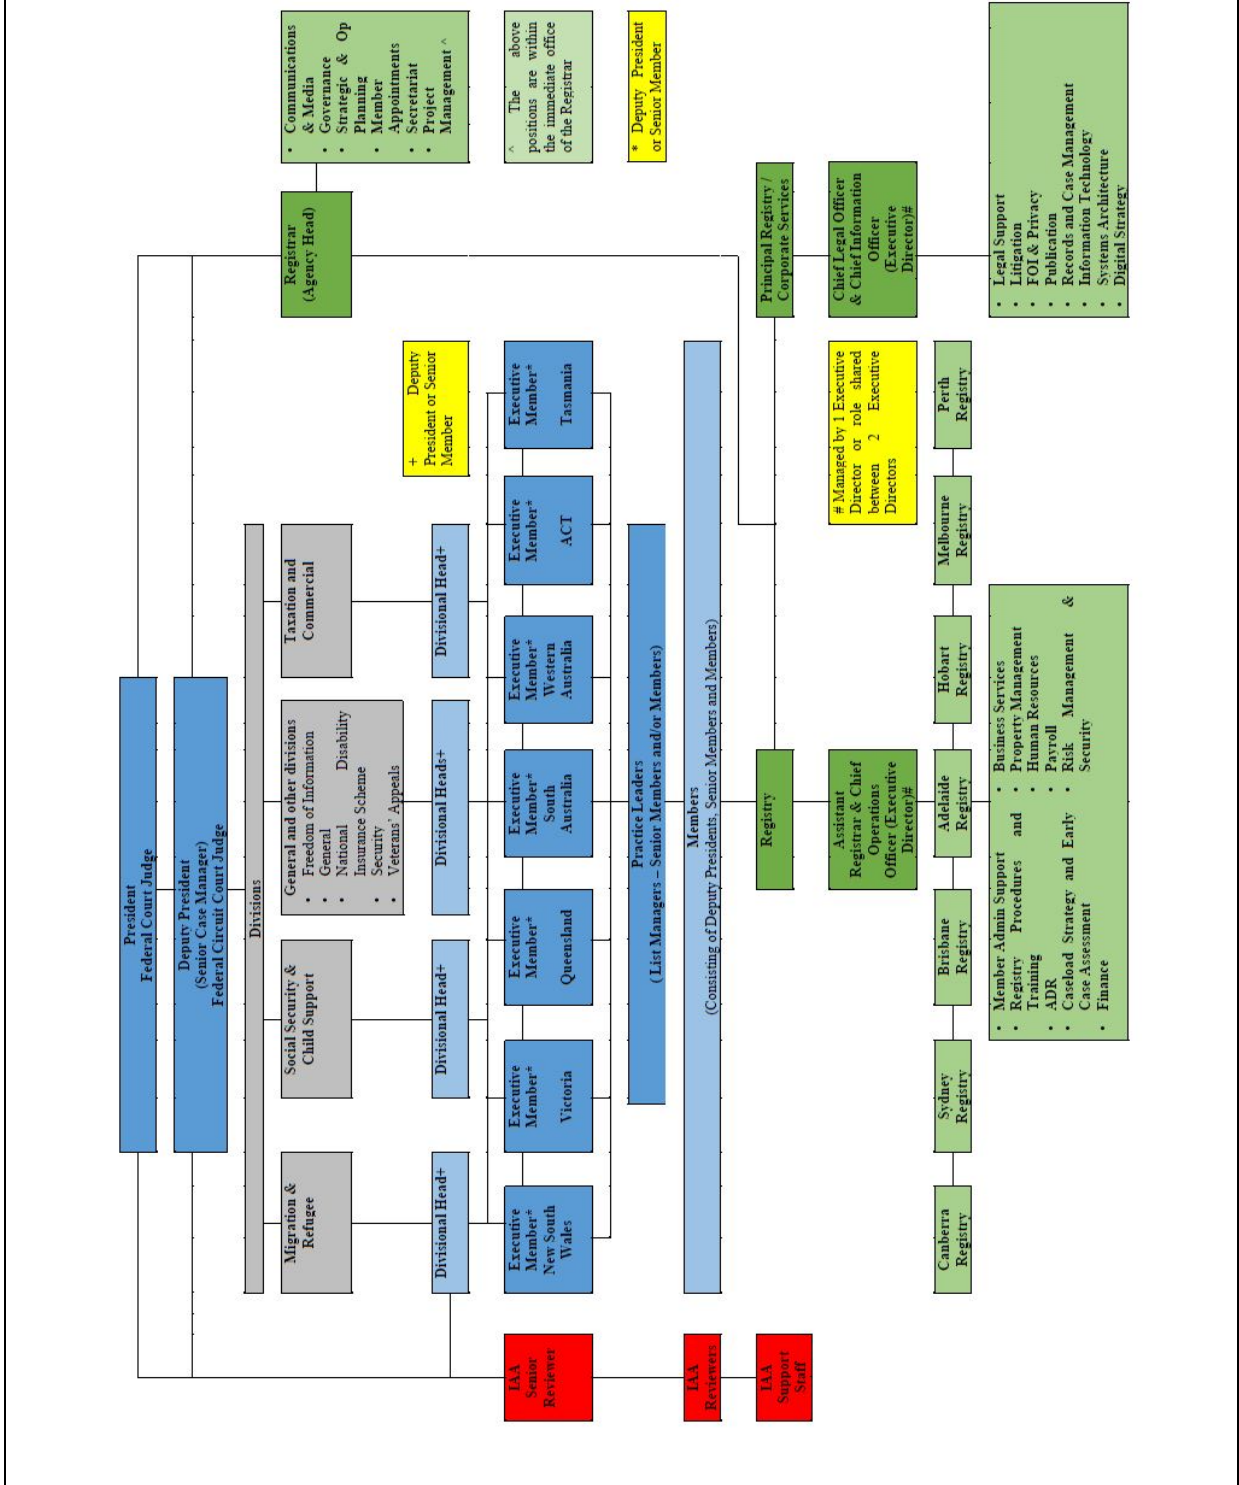 President
Federal Court Judge
Deputy President
(Senior Case Manager)
Federal Circuit Court Judge
Divisions
Migration &
Refugee
Social Security &
Child Support
General and other divisions
• Freedom of Information
• General
• National Disability
Insurance Scheme
• Security
• Veterans' Appeals
Taxation and
Commercial
Registrar
(Agency Head)
• Communications
& Media
• Governance
• Strategic & Op
Planning
• Member
Appointments
• Secretariat
• Project
Management ^
Divisional Head+
Divisional Head+
Divisional Heads+
Divisional Head+
+ Deputy
President or Senior
Member
IAA
Senior
Reviewer
Executive
Member*
New South
Wales
Executive
Member*
Victoria
Executive
Member*
Queensland
Executive
Member*
South
Australia
Executive
Member*
Western
Australia
Executive
Member*
ACT
Executive
Member*
Tasmania
^ The above
positions are within
the immediate office
of the Registrar
Practice Leaders
( List Managers – Senior Members and/or Members)
* Deputy President
or Senior Member
IAA
Reviewers
Members
(Consisting of Deputy Presidents, Senior Members and Members)
IAA
Support
Staff
Registry
Principal Registry /
Corporate Services
Assistant
Registrar & Chief
Operations
Officer (Executive
Director)#
# Managed by 1 Executive
Director or role shared
between 2 Executive
Directors
Chief Legal Officer
& Chief Information
Officer
(Executive
Director)#
Canberra
Registry
Sydney
Registry
Brisbane
Registry
Adelaide
Registry
Hobart
Registry
Melbourne
Registry
Perth
Registry
• Member Admin Support
• Registry Procedures and
Training
• ADR
• Caseload Strategy and Early
Case Assessment
• Finance
• Business Services
• Property Management
• Human Resources
• Payroll
• Risk Management &
Security
• Legal Support
• Litigation
• FOI & Privacy
• Publication
• Records and Case Management
• Information Technology
• Systems Architecture
• Digital Strategy